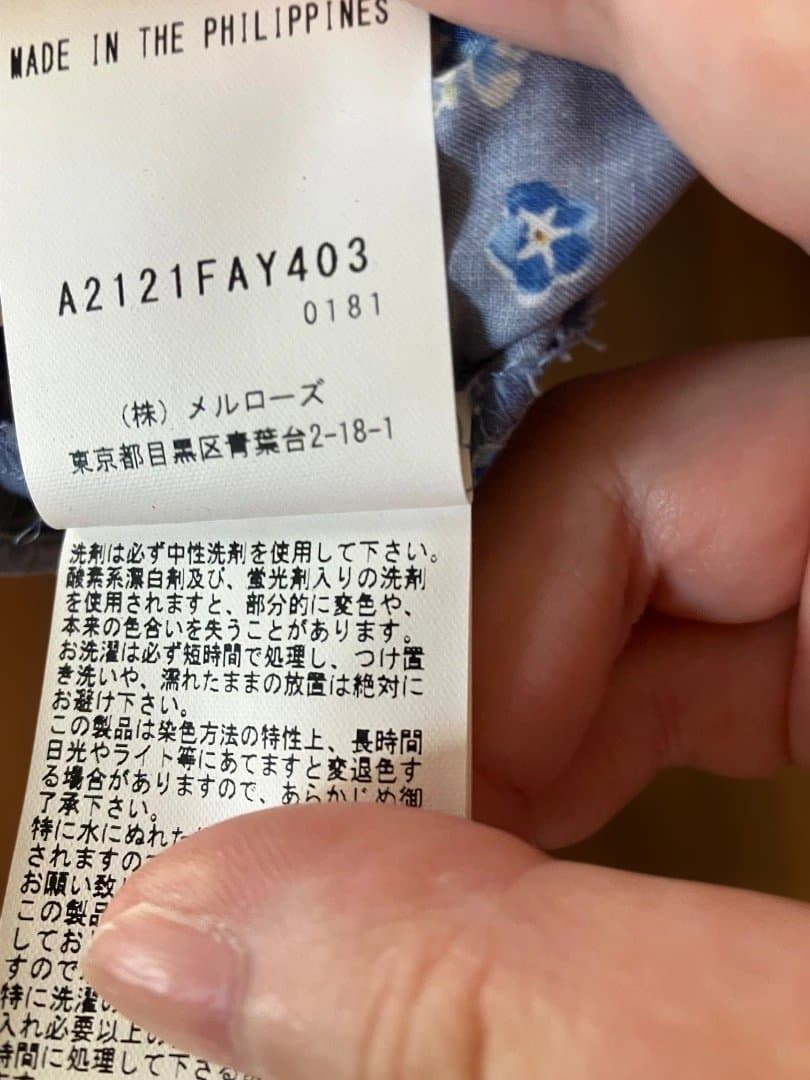 MADE IN THE PHILIPPINES
A2121FAY403
0181
(株)メルローズ
東京都目黒区青葉台2-18-1
洗剤は必ず中性洗剤を使用して下さい。
酸素系漂白剤及び、蛍光剤入りの洗剤
を使用されますと、部分的に変色や、
本来の色合いを失うことがあります。
お洗濯は必ず短時間で処理し、つけ置
き洗いや、濡れたままの放置は絶対に
お避け下さい。
この製品は染色方法の特性上、長時間
日光やライト等にあてますと変退色す
る場合がありますので、あらかじめ御
了承下さい。
特に水にぬれた
されますので
お願い致し
この製品
してお
すので
特に洗濯
入れ必要以上の
時間に処理して下さ